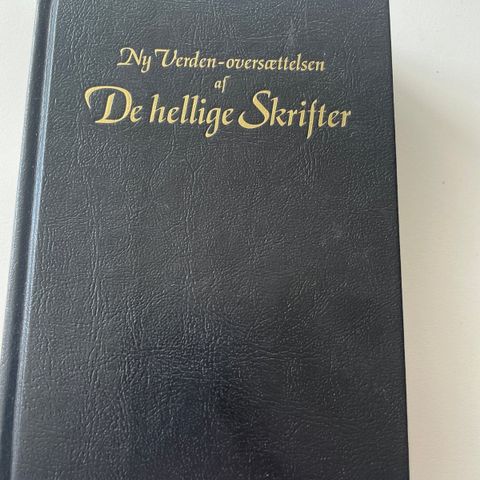 Ny Verden-oversættelsen
af
De hellige Skrifter